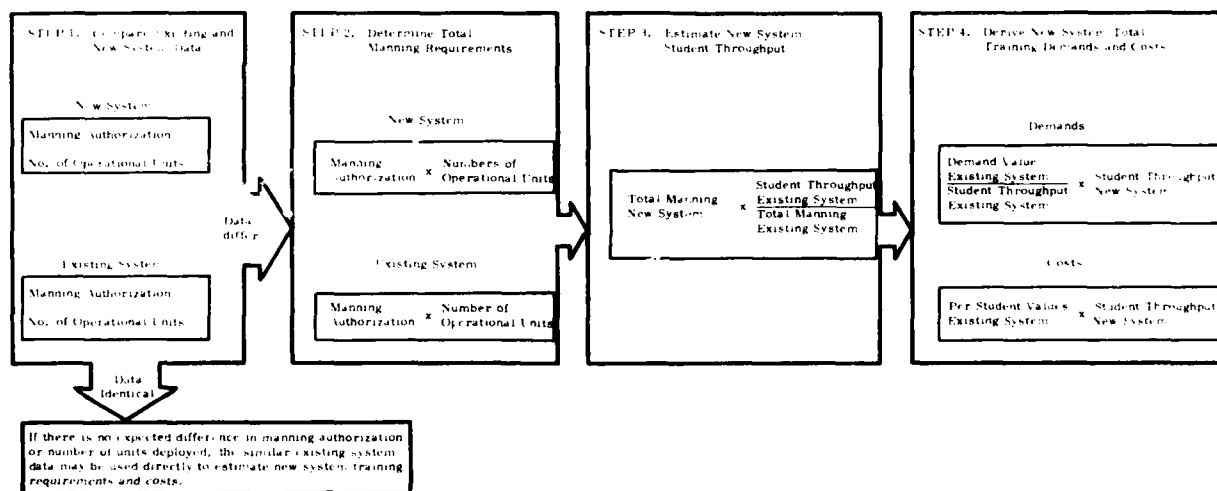 STEP 1. Compare Existing and
New System Data
New System
Manning Authorization
No. of Operational Units
Existing System
Manning Authorization
No. of Operational Units
Data
differ
Data
Identical
If there is no expected difference in manning authorization
or number of units deployed, the similar existing system
data may be used directly to estimate new system training
requirements and costs.
STEP 2. Determine Total
Manning Requirements
New System
Manning Authorization x Numbers of Operational Units
Existing System
Manning Authorization x Number of Operational Units
STEP 3. Estimate New System
Student Throughput
Total Manning New System x Student Throughput Existing System
Total Manning
Existing System
STEP 4. Derive New System Total
Training Demands and Costs
Demands
Demand Value
Existing System
Student Throughput
Existing System
x Student Throughput New System
Costs
Per Student Values Existing System x Student Throughput New System